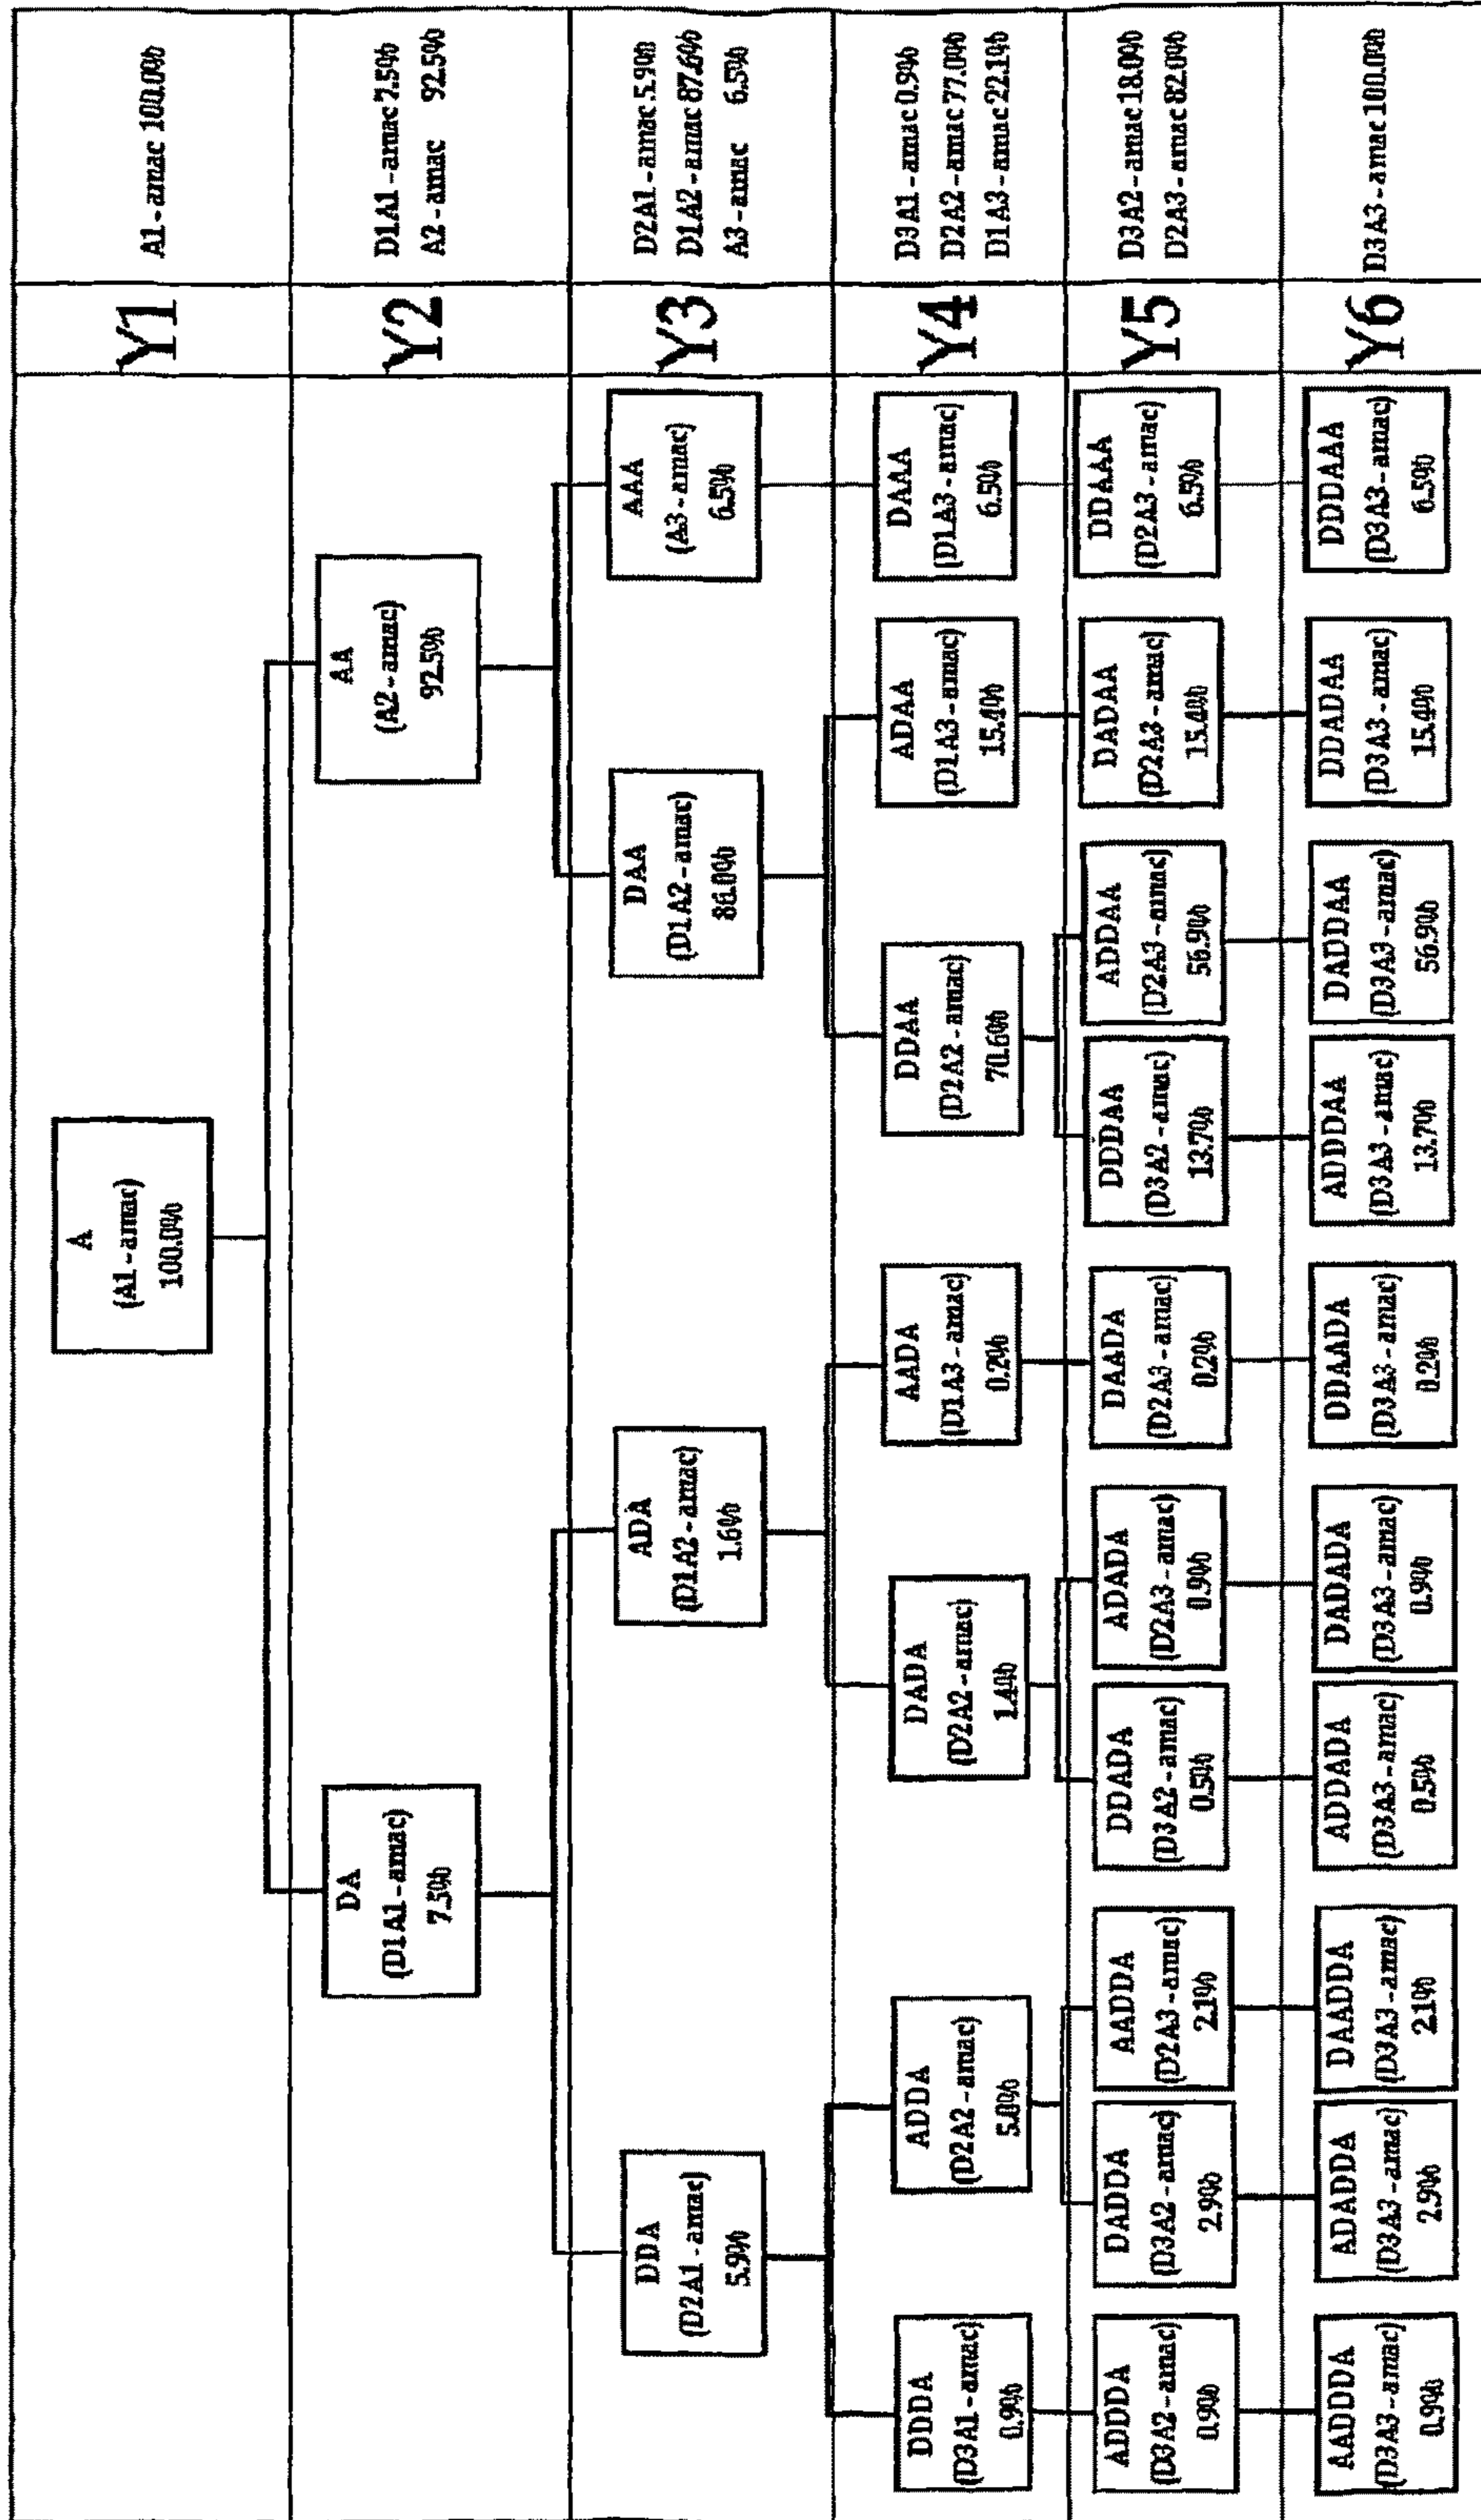 A
(A1-amac)
100.0%
Y1
A1-amac 100.0%
DA
(D1A1-amac)
7.5%
AA
(A2-amac)
92.5%
Y2
D1A1-amac 7.5%
A2-amac 92.5%
DDA
(D2A1-amac)
5.9%
ADA
(D1A2-amac)
1.6%
DAA
(D1A2-amac)
86.0%
AAA
(A3-amac)
6.5%
Y3
D2A1-amac 5.9%
D1A2-amac 87.6%
A3-amac 6.5%
DDDA
(D3A1-amac)
0.9%
ADDA
(D2A2-amac)
5.0%
DADA
(D2A2-amac)
1.4%
AADA
(D1A3-amac)
0.2%
DDAA
(D2A2-amac)
70.6%
ADAA
(D1A3-amac)
15.4%
DAAA
(D1A3-amac)
6.5%
Y4
D3A1-amac 0.9%
D2A2-amac 77.0%
D1A3-amac 22.1%
ADDDA
(D3A2-amac)
0.9%
DADDA
(D3A2-amac)
2.9%
AADDA
(D2A3-amac)
2.1%
DDADA
(D3A2-amac)
0.5%
ADADA
(D2A3-amac)
0.9%
DAADA
(D2A3-amac)
0.2%
DDDAA
(D3A2-amac)
13.7%
ADDAA
(D2A3-amac)
56.9%
DADAA
(D2A3-amac)
15.4%
DDAAA
(D2A3-amac)
6.5%
Y5
D3A2-amac 18.0%
D2A3-amac 82.0%
AADDDA
(D3A3-amac)
0.9%
ADADDA
(D3A3-amac)
2.9%
DAADDA
(D3A3-amac)
2.1%
ADDADA
(D3A3-amac)
0.5%
DADADA
(D3A3-amac)
0.9%
DDAADA
(D3A3-amac)
0.2%
ADDDAA
(D3A3-amac)
13.7%
DADDAA
(D3A3-amac)
56.9%
DDADAA
(D3A3-amac)
15.4%
DDDAAA
(D3A3-amac)
6.5%
Y6
D3A3-amac 100.0%